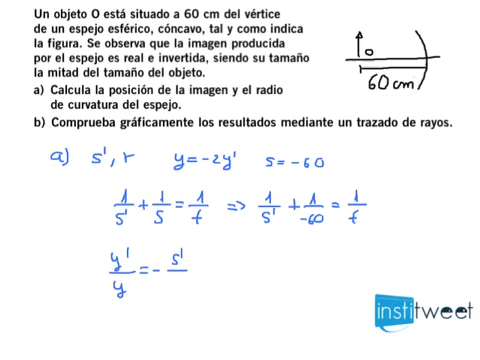 Un objeto O está situado a 60 cm del vértice
de un espejo esférico, cóncavo, tal y como indica
la figura. Se observa que la imagen producida
por el espejo es real e invertida, siendo su tamaño
la mitad del tamaño del objeto.
a) Calcula la posición de la imagen y el radio
de curvatura del espejo.
b) Comprueba gráficamente los resultados mediante un trazado de rayos.
O
60 cm
a) s', r y = -2y' s = -60
1/s' + 1/s = 1/f => 1/s' + 1/-60 = 1/f
y'/y = - s'/
institweet